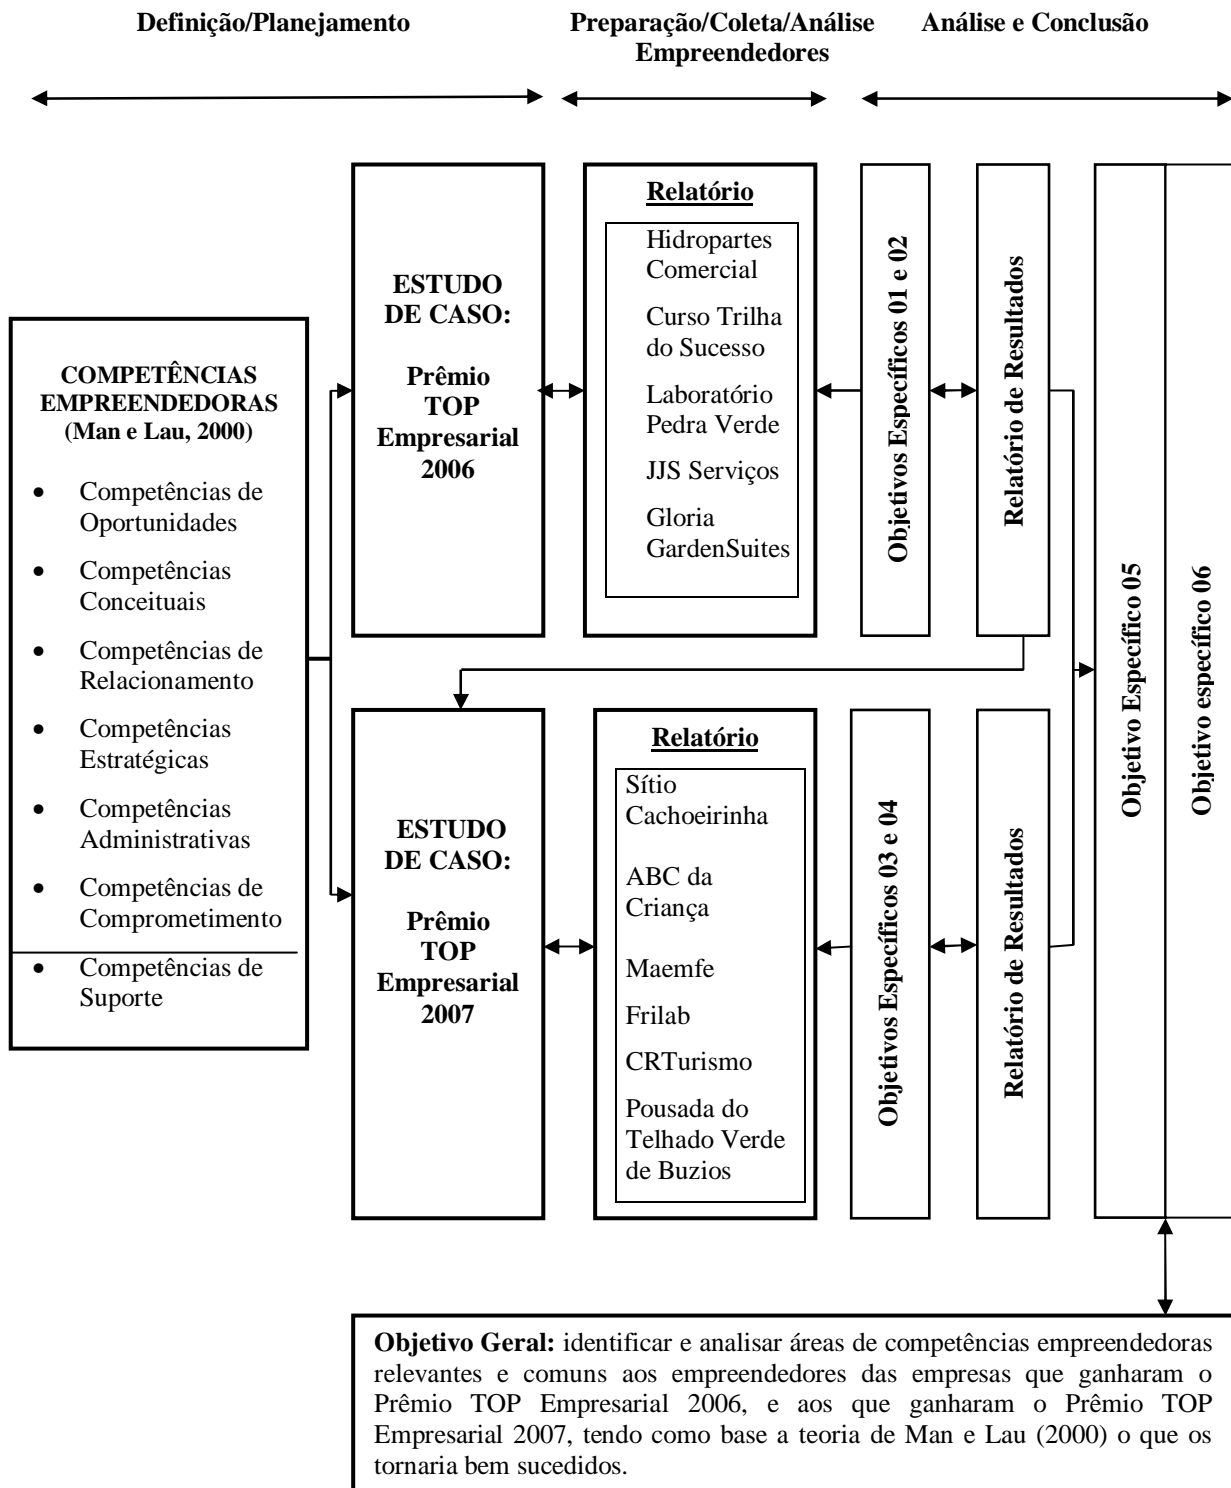 Definição/Planejamento
Preparação/Coleta/Análise
Empreendedores
Análise e Conclusão
COMPETÊNCIAS
EMPREENDEDORAS
(Man e Lau, 2000)
• Competências de
Oportunidades
• Competências
Conceituais
• Competências de
Relacionamento
• Competências
Estratégicas
• Competências
Administrativas
• Competências de
Comprometimento
• Competências de
Suporte
ESTUDO
DE CASO:
Prêmio
TOP
Empresarial
2006
Relatório
Hidropartes
Comercial
Curso Trilha
do Sucesso
Laboratório
Pedra Verde
JJS Serviços
Gloria
GardenSuites
Objetivos Específicos 01 e 02
Relatório de Resultados
ESTUDO
DE CASO:
Prêmio
TOP
Empresarial
2007
Relatório
Sítio
Cachoeirinha
ABC da
Criança
Maemfe
Frilab
CRTurismo
Pousada do
Telhado Verde
de Buzios
Objetivos Específicos 03 e 04
Relatório de Resultados
Objetivo Específico 05
Objetivo específico 06
Objetivo Geral: identificar e analisar áreas de competências empreendedoras
relevantes e comuns aos empreendedores das empresas que ganharam o
Prêmio TOP Empresarial 2006, e aos que ganharam o Prêmio TOP
Empresarial 2007, tendo como base a teoria de Man e Lau (2000) o que os
tornaria bem sucedidos.